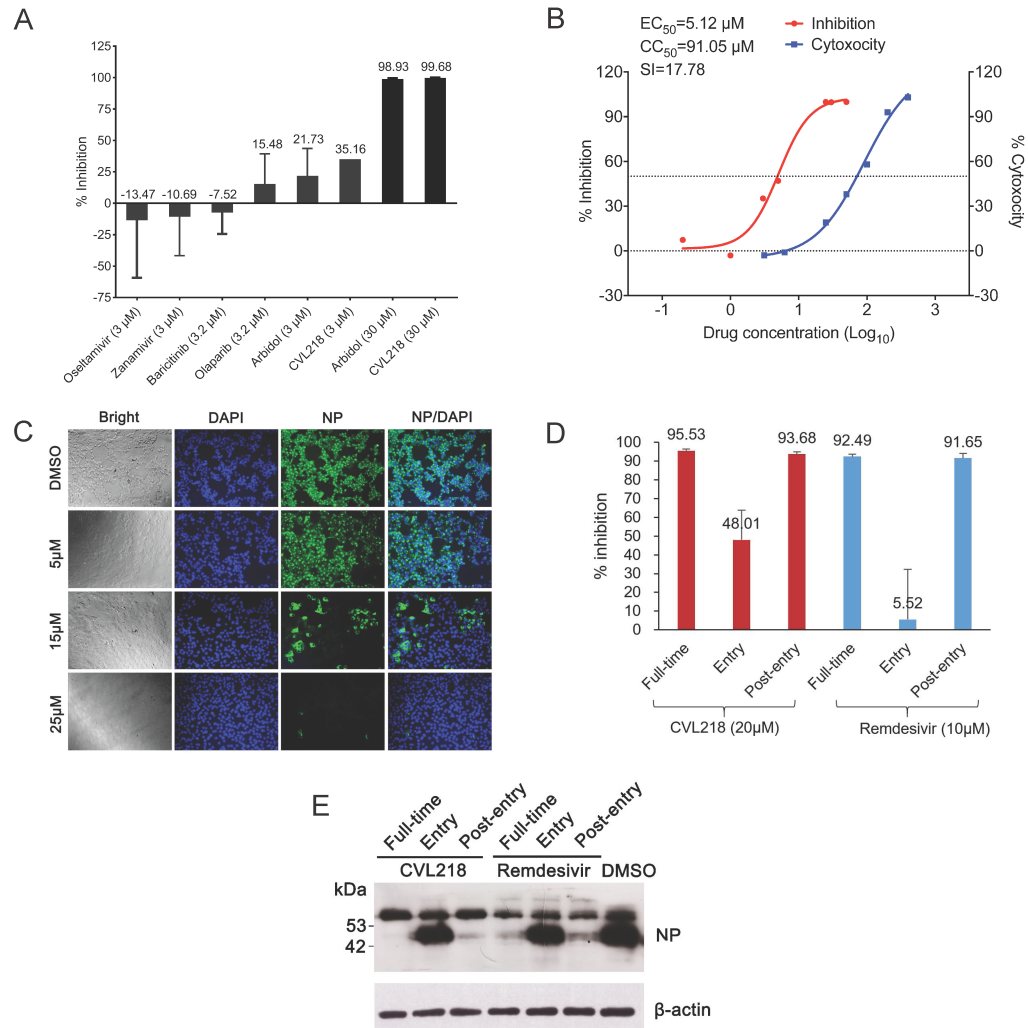 A
% Inhibition
125
100
75
50
25
0
-25
-50
-75
-13.47
-10.69
-7.52
15.48
21.73
35.16
98.93
99.68
Oseltamivir (3 µM)
Zanamivir (3 µM)
Baricitinib (3.2 µM)
Olaparib (3.2 µM)
Arbidol (3 µM)
CVL218 (3 µM)
Arbidol (30 µM)
CVL218 (30 µM)
B
EC50=5.12 µM
CC50=91.05 µM
SI=17.78
Inhibition
Cytoxocity
% Inhibition
120
90
60
30
0
-30
120
90
60
30
0
-30
% Cytoxocity
-1 0 1 2 3
Drug concentration (Log10)
C
Bright DAPI NP NP/DAPI
DMSO
5µM
15µM
25µM
D
% inhibition
100
90
80
70
60
50
40
30
20
10
0
95.53
48.01
93.68
92.49
5.52
91.65
Full-time
Entry
Post-entry
Full-time
Entry
Post-entry
CVL218 (20µM) Remdesivir (10µM)
E
Full-time
Entry
Post-entry
Full-time
Entry
Post-entry
CVL218 Remdesivir DMSO
kDa
53
42
NP
β-actin